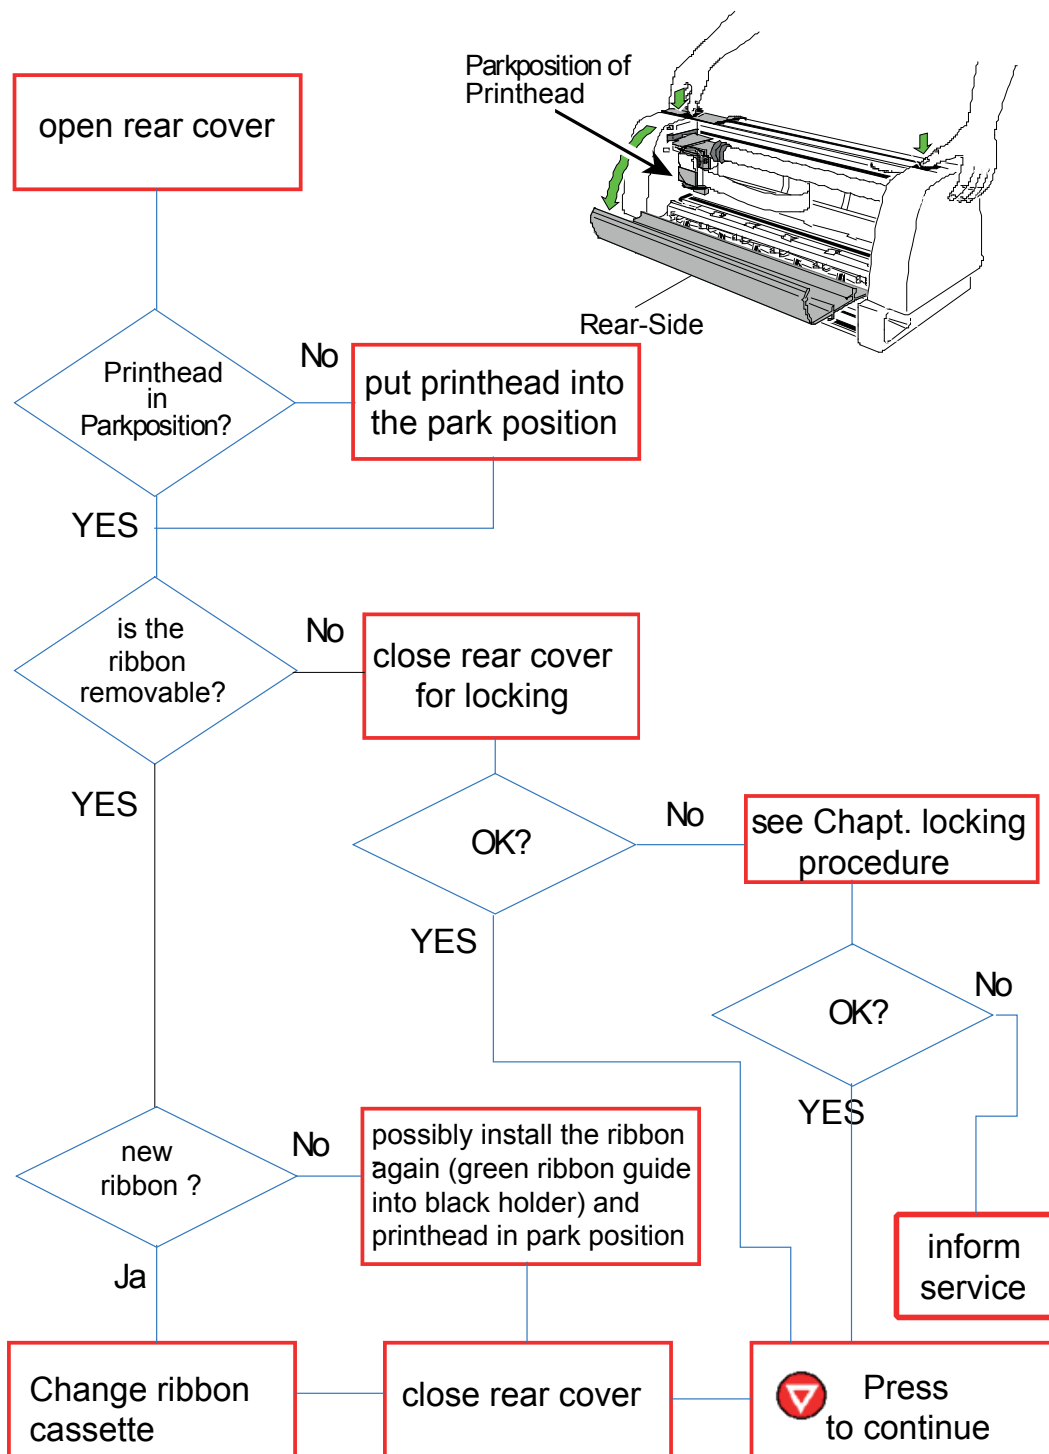 Parkposition of
Printhead
open rear cover
Rear-Side
Printhead
in
Parkposition?
No
put printhead into
the park position
YES
is the
ribbon
removable?
No
close rear cover
for locking
YES
OK?
No
see Chapt. locking
procedure
YES
OK?
No
YES
new
ribbon ?
No
possibly install the ribbon
again (green ribbon guide
into black holder) and
printhead in park position
inform
service
Ja
Change ribbon
cassette
close rear cover
Press
to continue